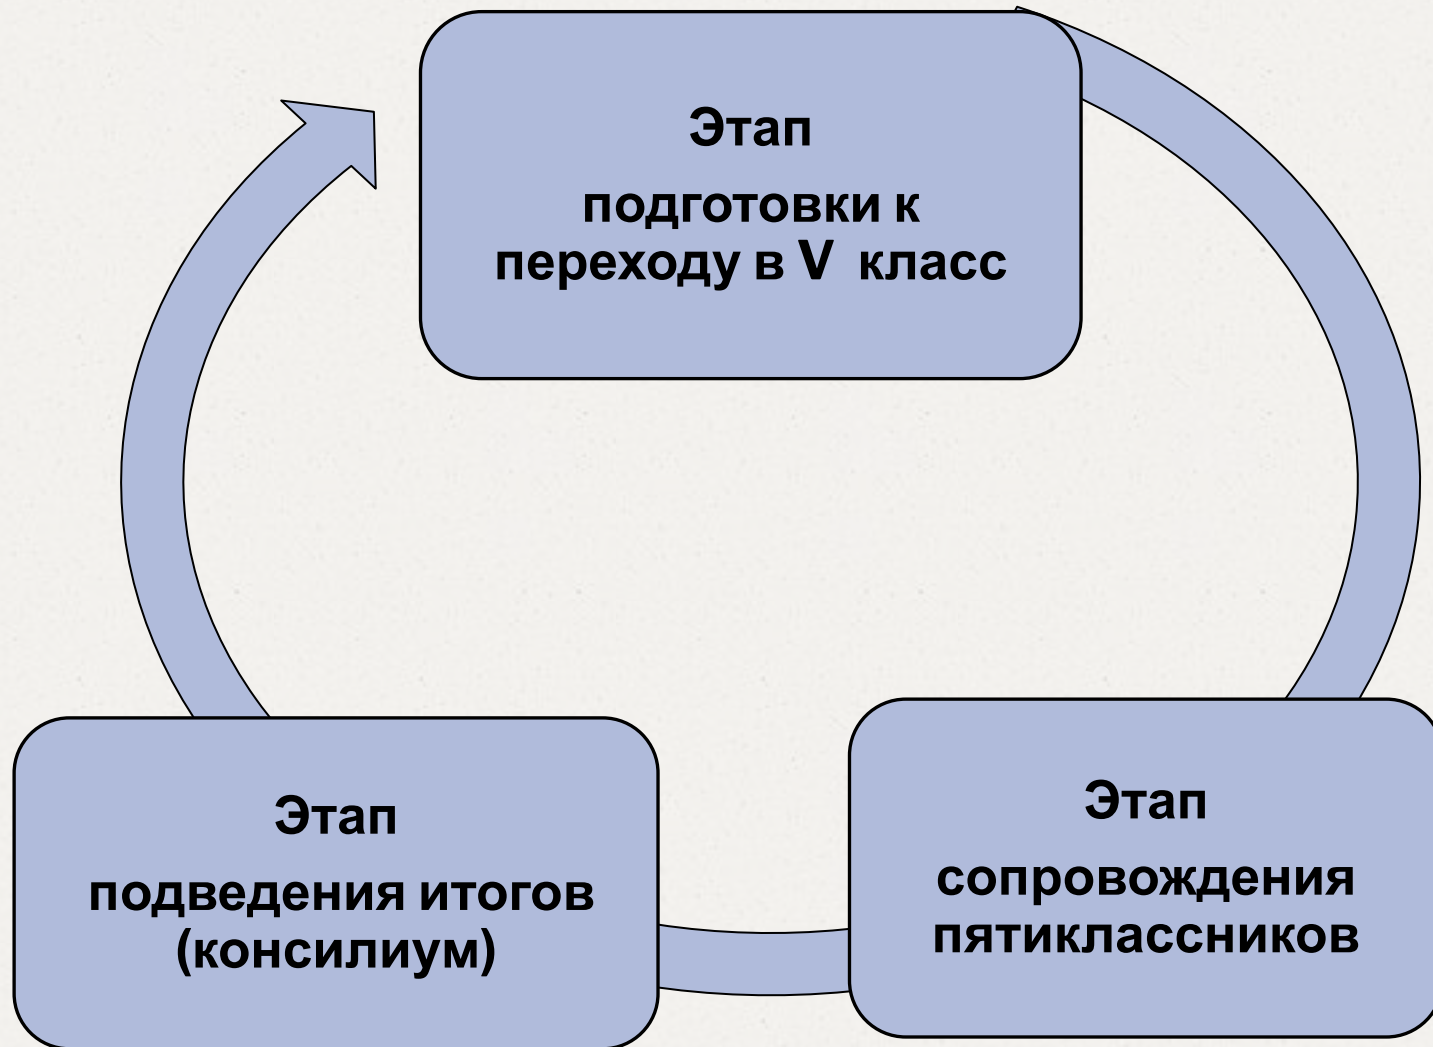 Этап
подготовки к
переходу в V класс
Этап
сопровождения
пятиклассников
Этап
подведения итогов
(консилиум)